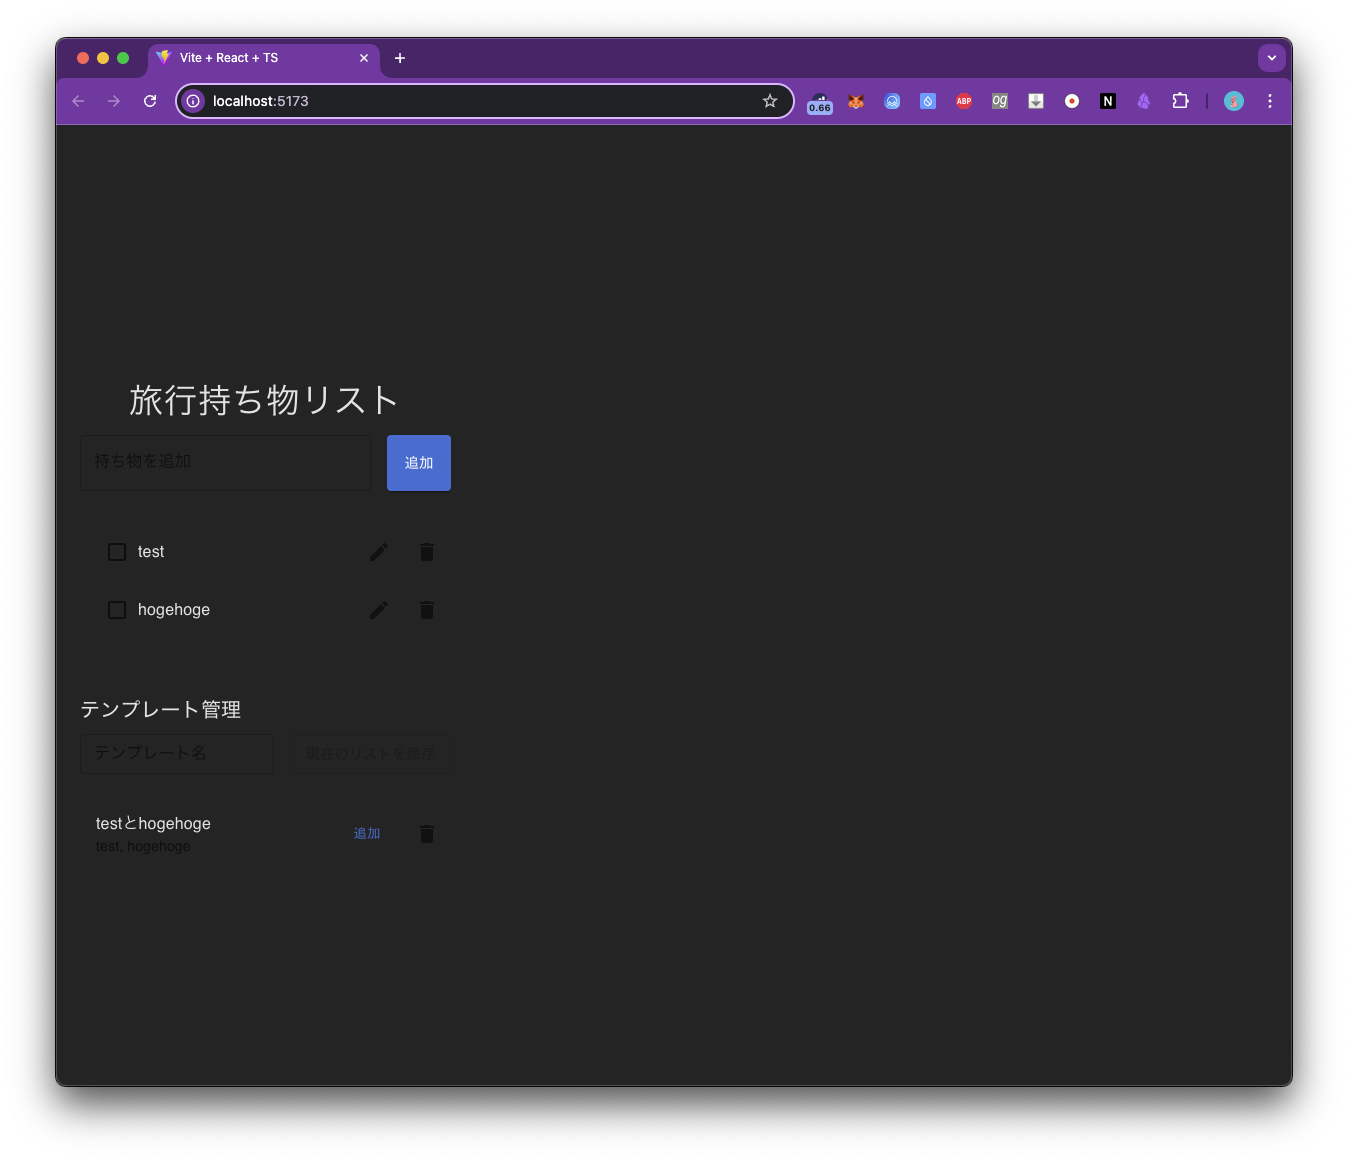 Vite + React + TS
localhost:5173
0.66
ABP
og
N
旅行持ち物リスト
持ち物を追加
追加
test
hogehoge
テンプレート管理
テンプレート名
現在のリストを保存
testとhogehoge
追加
test, hogehoge